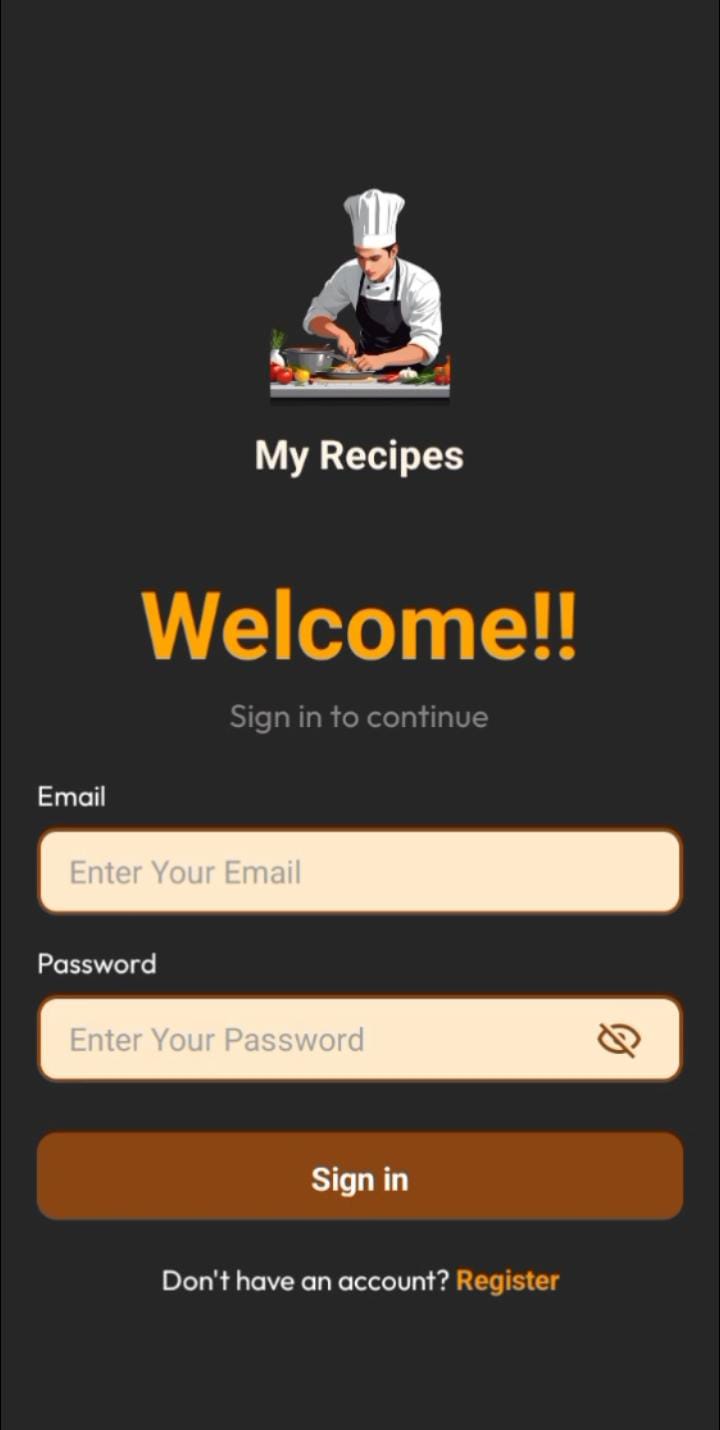 My Recipes
Welcome!!
Sign in to continue
Email
Enter Your Email
Password
Enter Your Password
Sign in
Don't have an account? Register